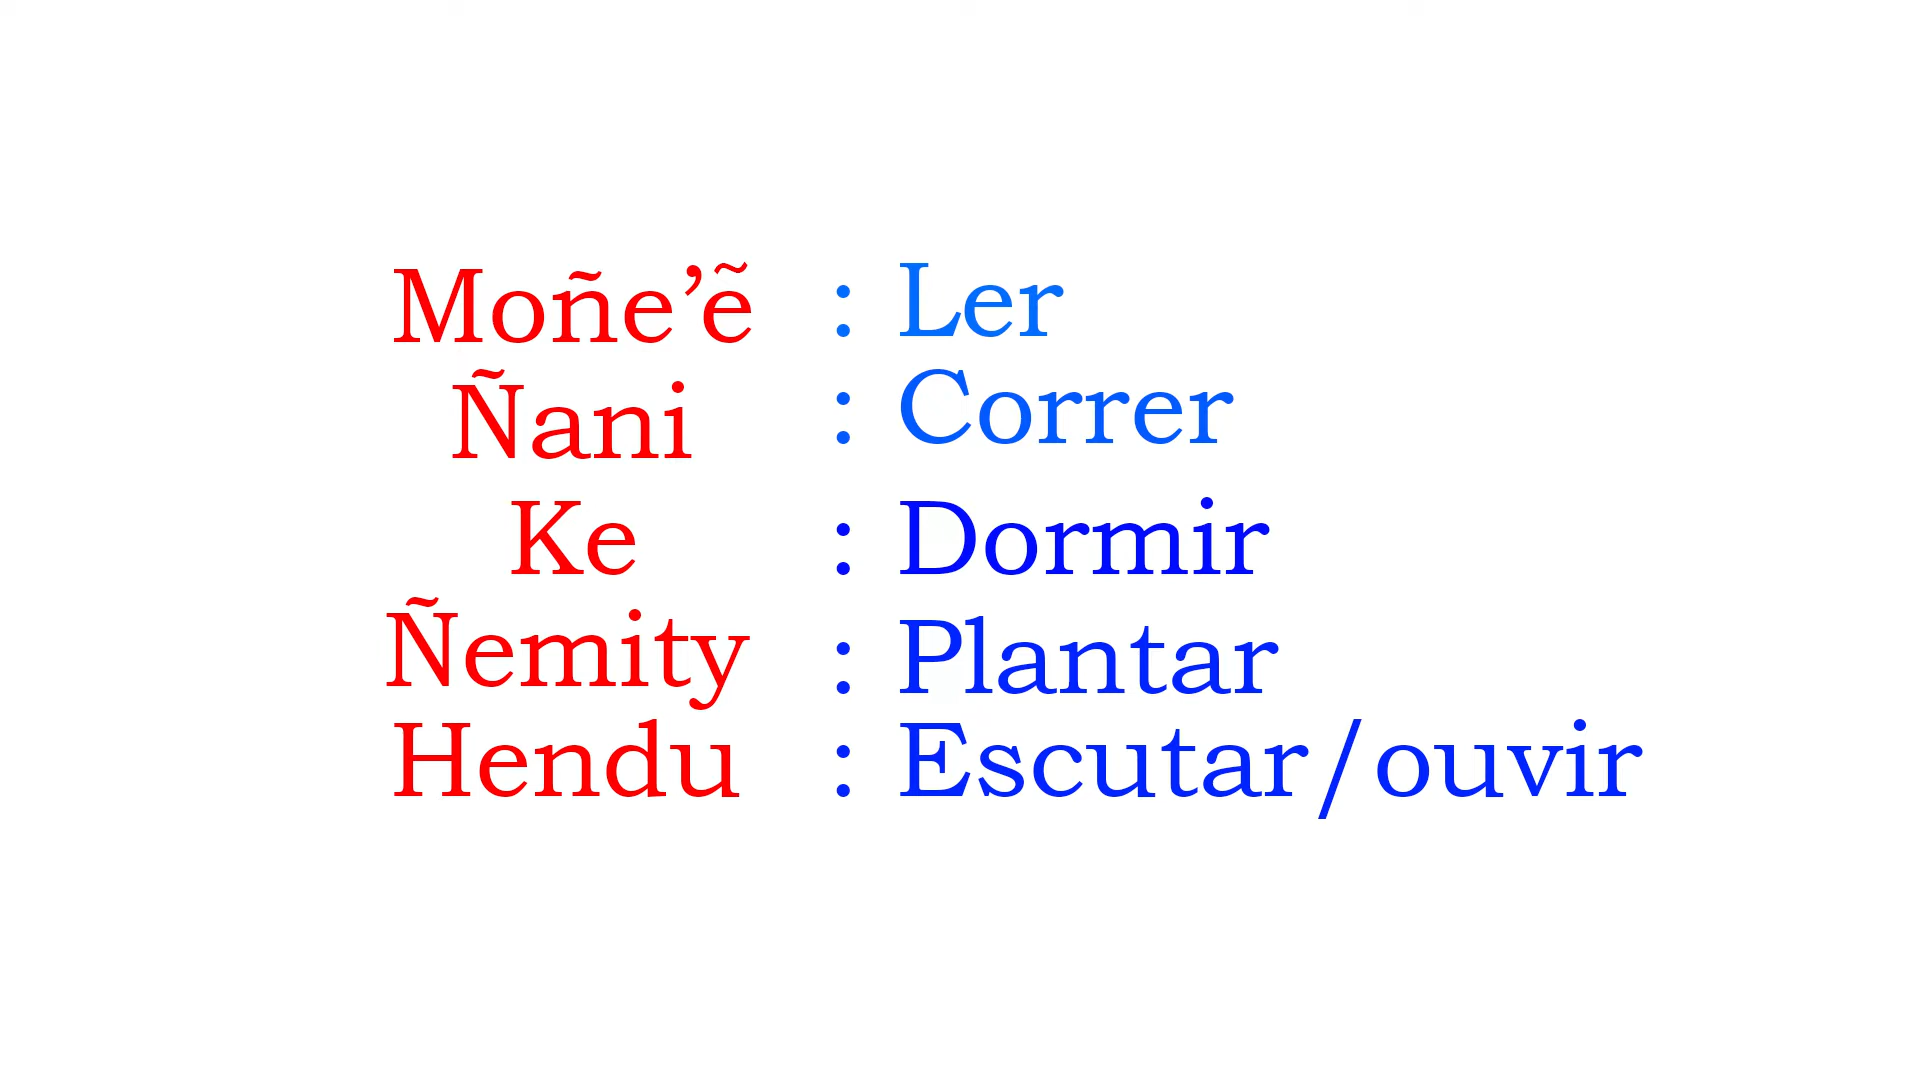 Moñe’ẽ : Ler
Ñani : Correr
Ke : Dormir
Ñemity : Plantar
Hendu : Escutar/ouvir